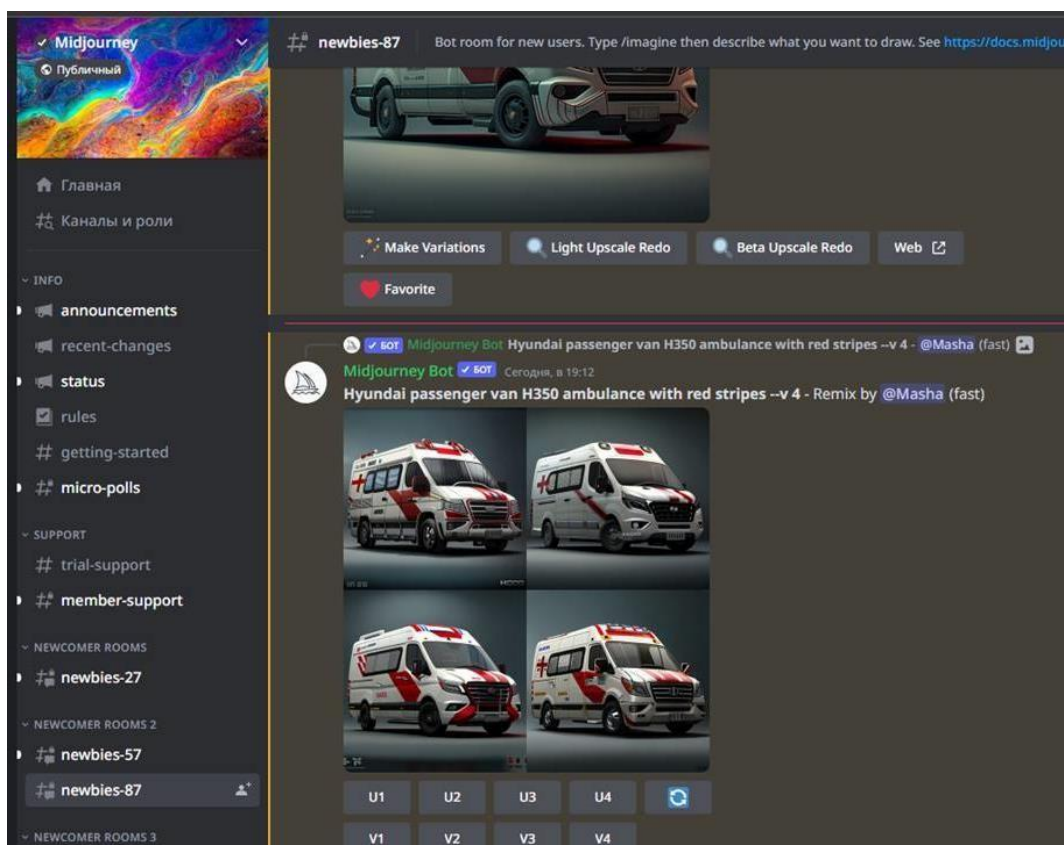 Midjourney
Публичный
newbies-87
Bot room for new users. Type /imagine then describe what you want to draw. See https://docs.midjou
Главная
Каналы и роли
INFO
announcements
recent-changes
status
rules
getting-started
micro-polls
SUPPORT
trial-support
member-support
NEWCOMER ROOMS
newbies-27
NEWCOMER ROOMS 2
newbies-57
newbies-87
NEWCOMER ROOMS 3
Make Variations
Light Upscale Redo
Beta Upscale Redo
Web
Favorite
БОТ Midjourney Bot Hyundai passenger van H350 ambulance with red stripes --v 4 - @Masha (fast)
Midjourney Bot БОТ Сегодня, в 19:12
Hyundai passenger van H350 ambulance with red stripes --v 4 - Remix by @Masha (fast)
U1 U2 U3 U4
V1 V2 V3 V4